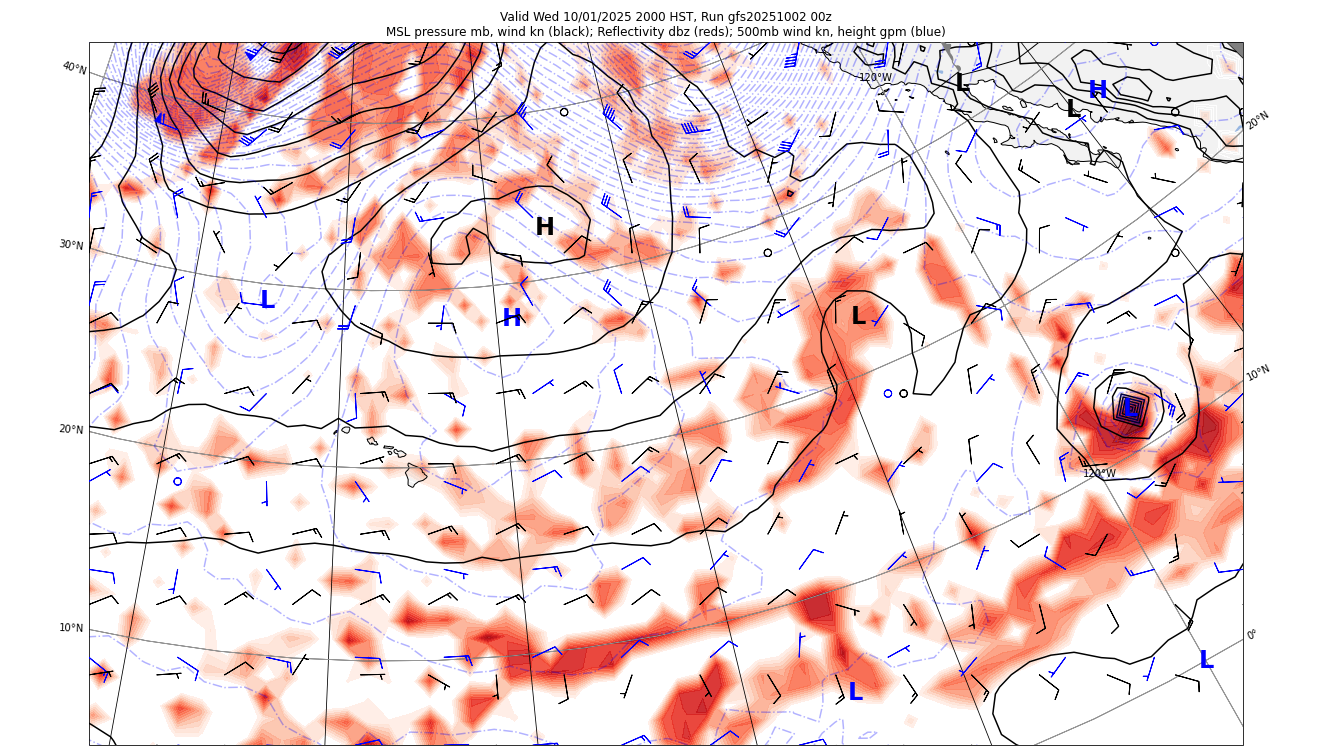 Valid Wed 10/01/2025 2000 HST, Run gfs20251002 00z
MSL pressure mb, wind kn (black); Reflectivity dbz (reds); 500mb wind kn, height gpm (blue)
40°N
120°W
L
H
L
20°N
H
30°N
L
H
L
10°N
L
20°N
120°W
10°N
0°
L
L